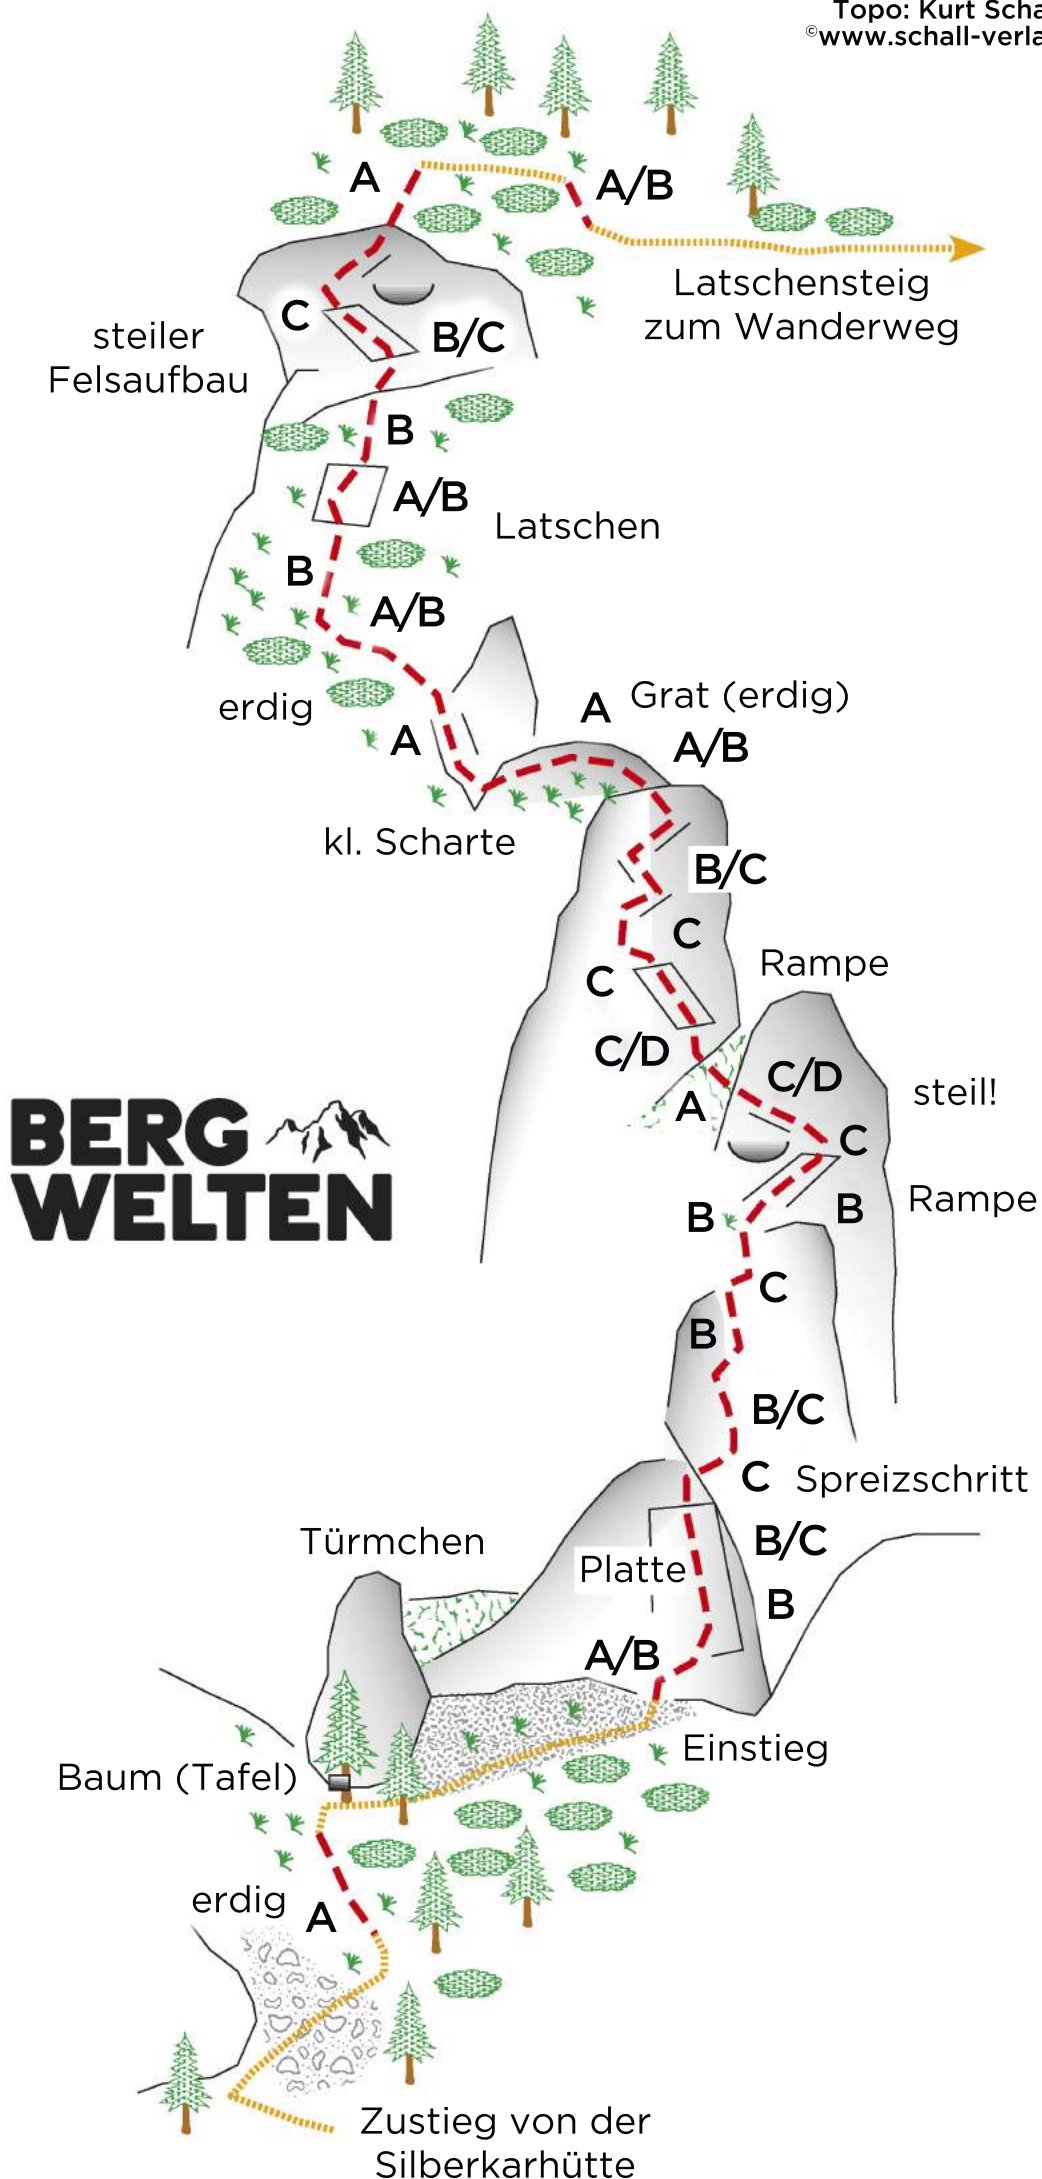 Topo: Kurt Scha
©www.schall-verla
A
A/B
Latschensteig
zum Wanderweg
C
B/C
steiler
Felsaufbau
B
A/B
Latschen
B
A/B
erdig
A
A
Grat (erdig)
A/B
kl. Scharte
B/C
C
C
Rampe
C/D
C/D
steil!
A
C
BERG
WELTEN
Rampe
B
B
C
B
B/C
C
Spreizschritt
Türmchen
B/C
Platte
B
A/B
Einstieg
Baum (Tafel)
erdig
A
Zustieg von der
Silberkarhütte